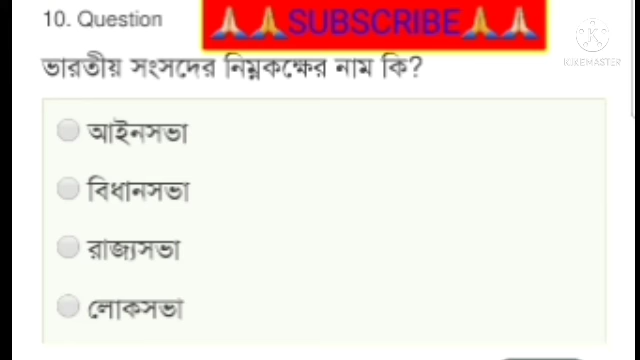 10. Question
🙏🙏SUBSCRIBE🙏🙏
KINEMASTER
ভারতীয় সংসদের নিম্নকক্ষের নাম কি?
আইনসভা
বিধানসভা
রাজ্যসভা
লোকসভা